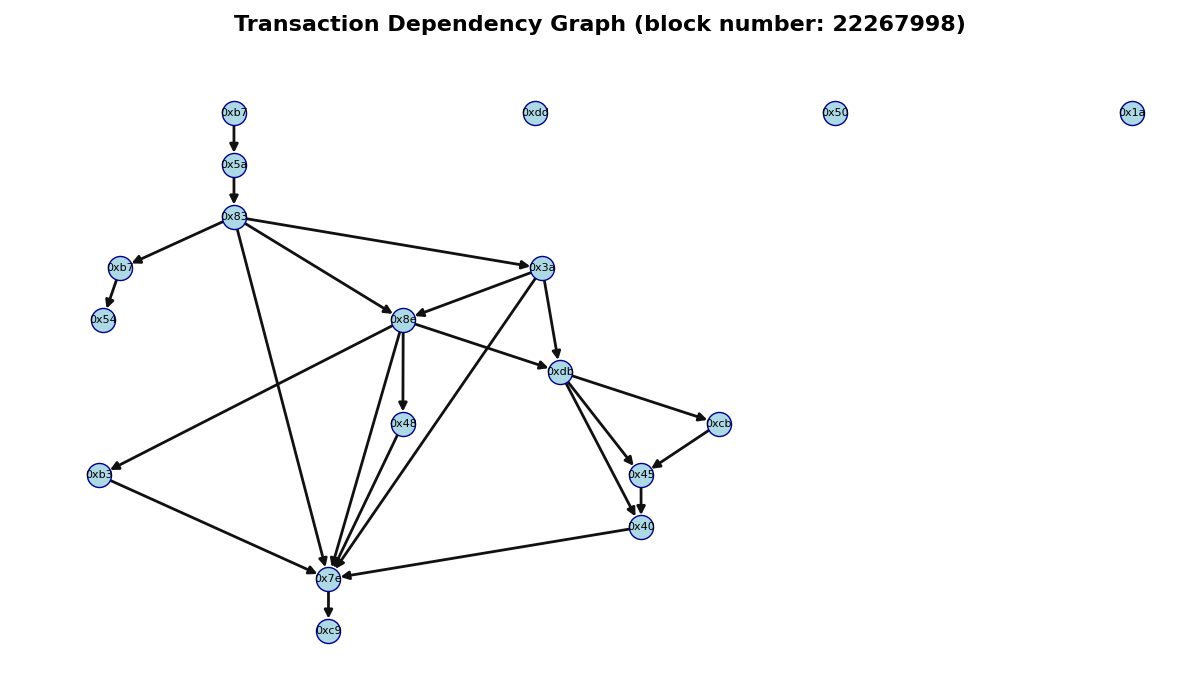 Transaction Dependency Graph (block number: 22267998)
0xb7
0xdd
0x50
0x1a
0x5a
0x83
0xb7
0x3a
0x54
0x8e
0xdb
0x48
0xcb
0xb3
0x45
0x40
0x7e
0xc9